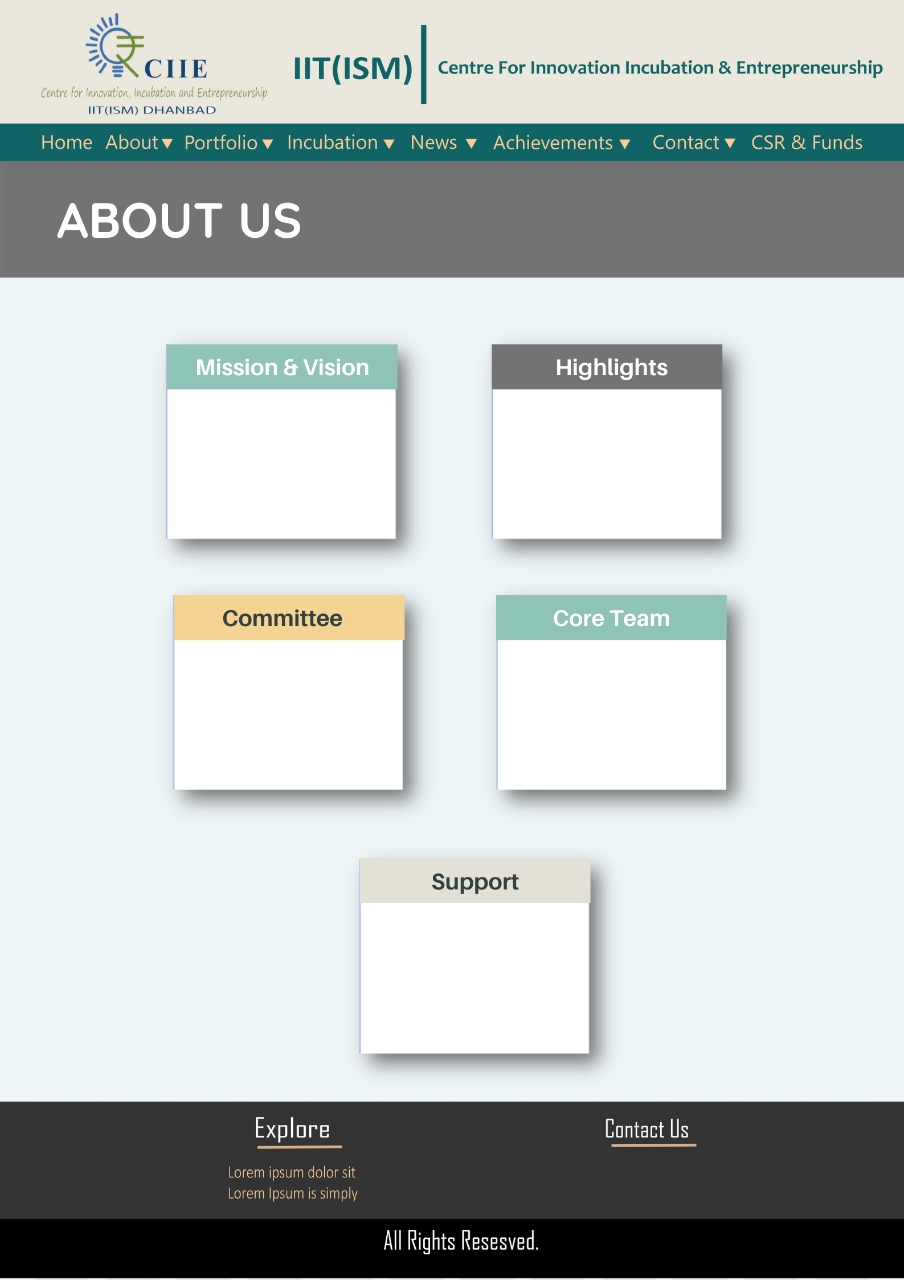 CIIE
Centre for Innovation, Incubation and Entrepreneurship
IIT(ISM) DHANBAD
IIT(ISM) Centre For Innovation Incubation & Entrepreneurship
Home About▼ Portfolio▼ Incubation ▼ News ▼ Achievements ▼ Contact ▼ CSR & Funds
ABOUT US
Mission & Vision
Highlights
Committee
Core Team
Support
Explore
Contact Us
Lorem ipsum dolor sit
Lorem Ipsum is simply
All Rights Resesved.